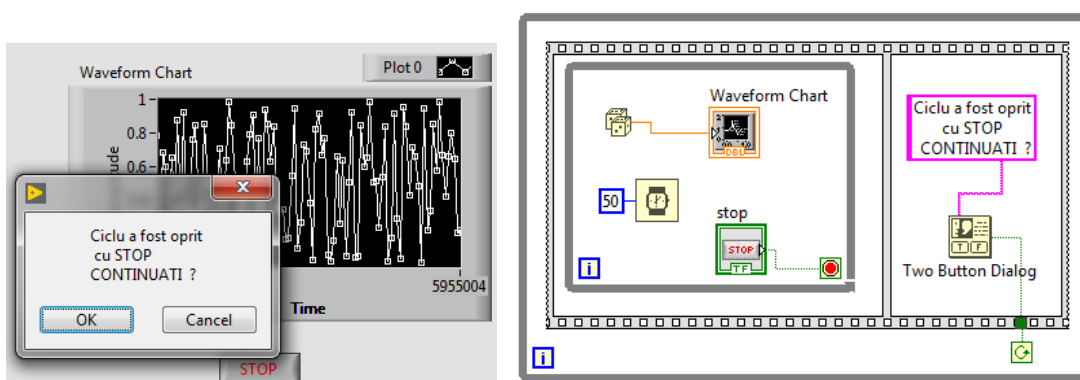 Waveform Chart
Plot 0
1
0.8
0.6
tude
Ciclu a fost oprit
cu STOP
CONTINUATI ?
OK
Cancel
5955004
Time
STOP
Waveform Chart
DBL
50
stop
STOP
TF
i
Ciclu a fost oprit
cu STOP
CONTINUATI ?
T F
Two Button Dialog
i